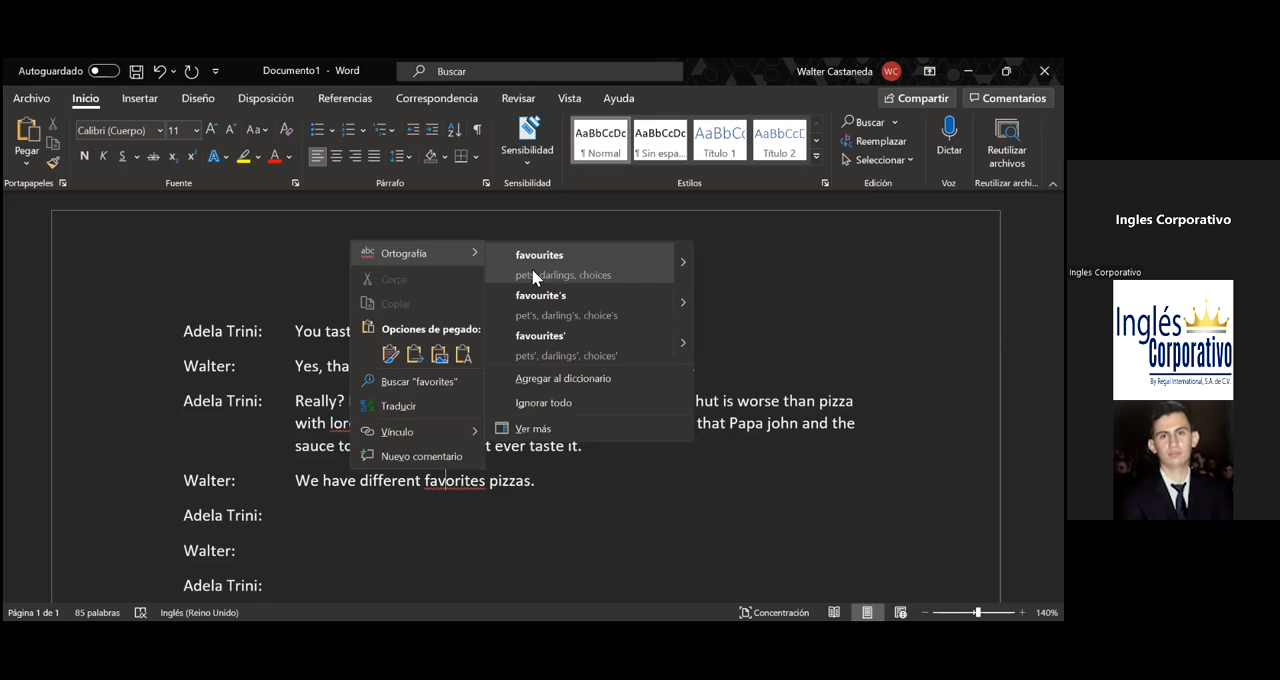 Autoguardado
Documento1 - Word
Buscar
Walter Castaneda
WC
Archivo
Inicio
Insertar
Diseño
Disposición
Referencias
Correspondencia
Revisar
Vista
Ayuda
Compartir
Comentarios
Pegar
Calibri (Cuerpo)
11
N K S
AaBbCcDc
¶ Normal
AaBbCcDc
¶ Sin espa...
AaBbCc
Título 1
AaBbCcD
Título 2
Sensibilidad
Buscar
Reemplazar
Seleccionar
Dictar
Reutilizar
archivos
Portapapeles
Fuente
Párrafo
Sensibilidad
Estilos
Edición
Voz
Reutilizar archi...
Ortografía
Cortar
Copiar
Opciones de pegado:
Buscar "favorites"
Traducir
Vínculo
Nuevo comentario
favourites
pets, darlings, choices
favourite's
pet's, darling's, choice's
favourites'
pets', darlings', choices'
Agregar al diccionario
Ignorar todo
Ver más
Adela Trini: You tast
Walter: Yes, tha
Adela Trini: Really? hut is worse than pizza
with lor that Papa john and the
sauce to t ever taste it.
Walter: We have different favorites pizzas.
Adela Trini:
Walter:
Adela Trini:
Página 1 de 1
85 palabras
Inglés (Reino Unido)
Concentración
140%
Ingles Corporativo
Ingles Corporativo
Inglés
Corporativo
By Regal International, S.A. de C.V.